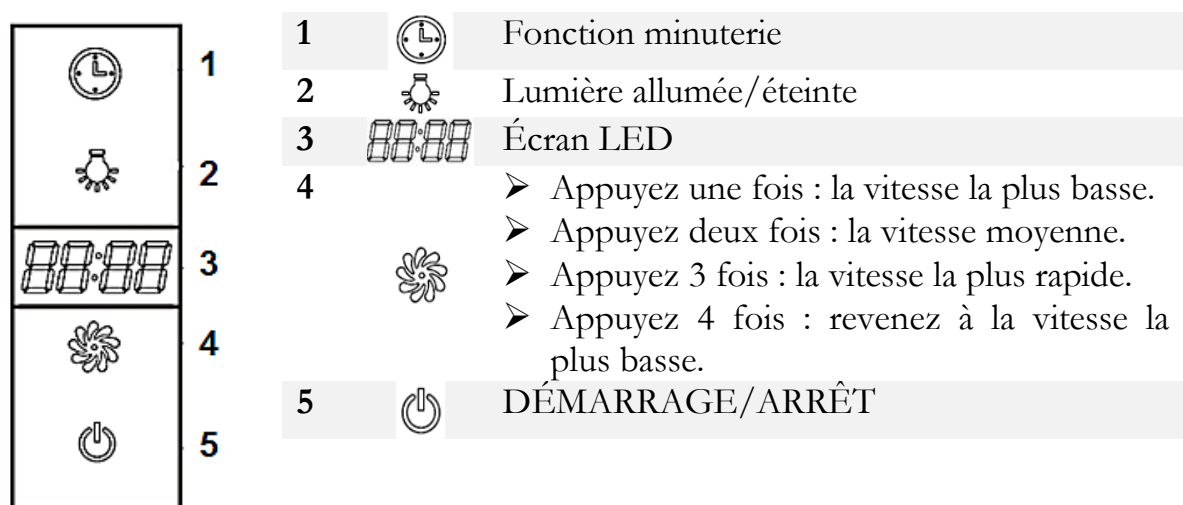 1
2
88:88 3
4
5
1 Fonction minuterie
2 Lumière allumée/éteinte
3 88:88 Écran LED
4 ➢ Appuyez une fois : la vitesse la plus basse.
➢ Appuyez deux fois : la vitesse moyenne.
➢ Appuyez 3 fois : la vitesse la plus rapide.
➢ Appuyez 4 fois : revenez à la vitesse la
plus basse.
5 DÉMARRAGE/ARRÊT